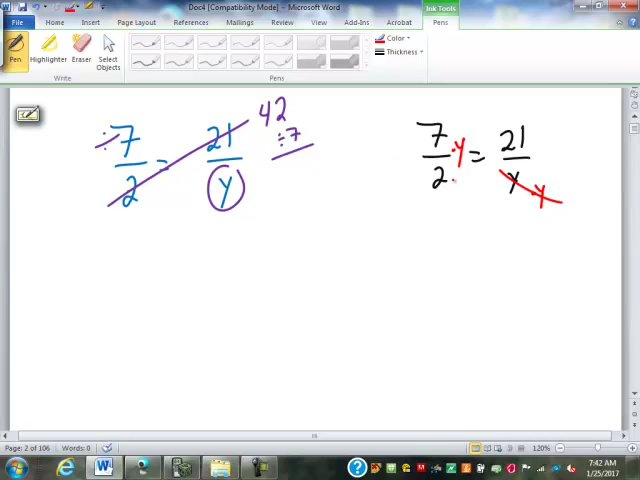 Doc4 [Compatibility Mode] - Microsoft Word
Ink Tools
File Home Insert Page Layout References Mailings Review View Add-Ins Acrobat Pens
Pen Highlighter Eraser Select Objects
Color
Thickness
Write Pens
42
÷7 21 ÷7
— = —
2 y
7 ·y = 21
2 · y ·y
Page: 2 of 106 Words: 0 120%
7:42 AM
1/25/2017